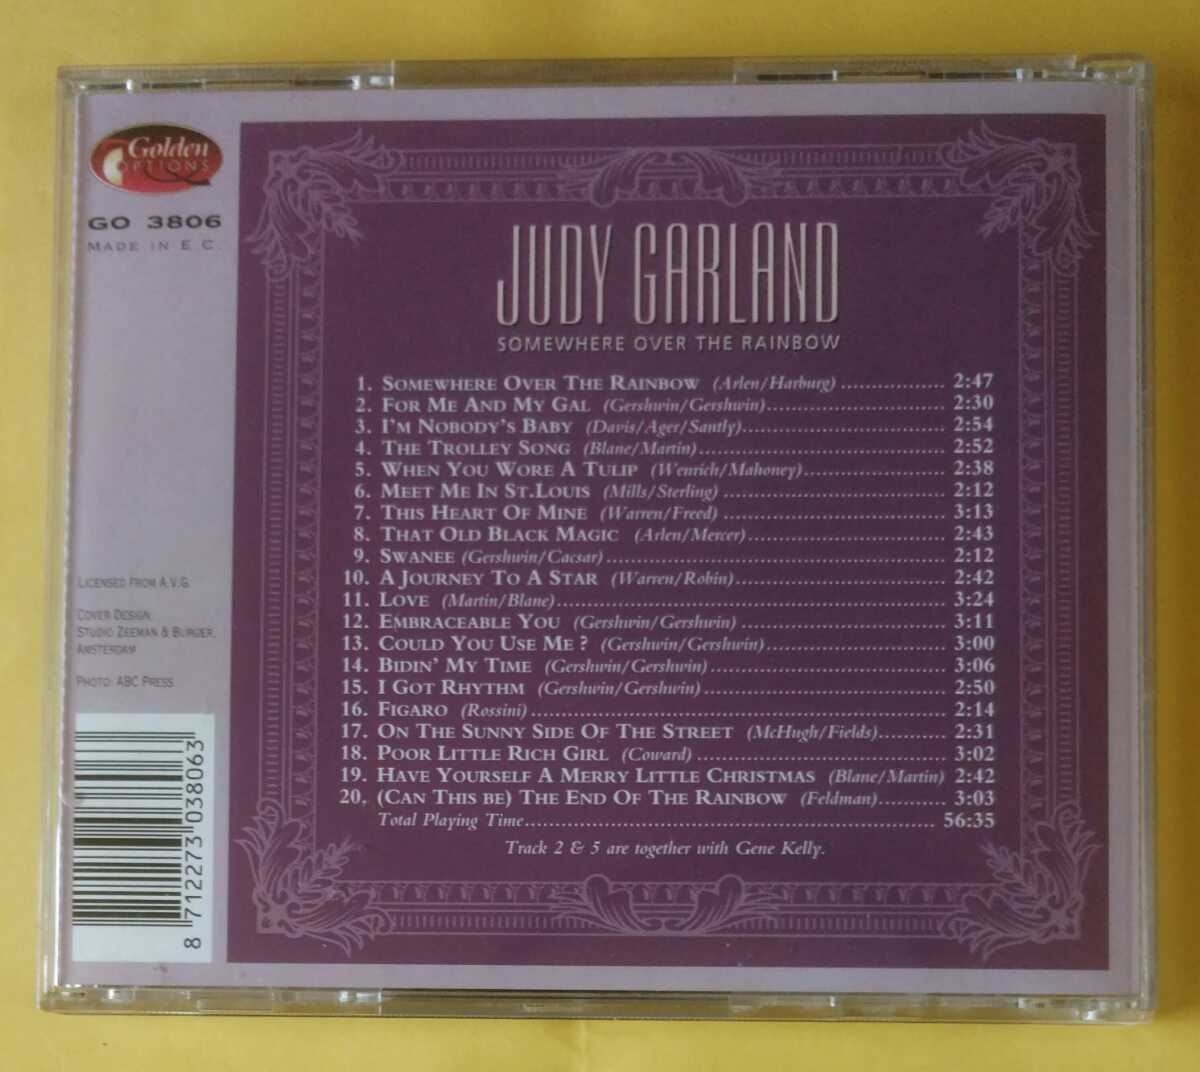 Golden
OPTIONS
GO 3806
MADE IN E.C.
JUDY GARLAND
SOMEWHERE OVER THE RAINBOW
1. SOMEWHERE OVER THE RAINBOW (Arlen/Harburg) ................ 2:47
2. FOR ME AND MY GAL (Gershwin/Gershwin)........................... 2:30
3. I'M NOBODY'S BABY (Davis/Ager/Santly)............................... 2:54
4. THE TROLLEY SONG (Blane/Martin)...................................... 2:52
5. WHEN YOU WORE A TULIP (Wenrich/Mahoney)..................... 2:38
6. MEET ME IN ST.LOUIS (Mills/Sterling) .................................. 2:12
7. THIS HEART OF MINE (Warren/Freed) .................................. 3:13
8. THAT OLD BLACK MAGIC (Arlen/Mercer).............................. 2:43
9. SWANEE (Gershwin/Cacsar).................................................... 2:12
10. A JOURNEY TO A STAR (Warren/Robin)................................ 2:42
11. LOVE (Martin/Blane)........................................................... 3:24
12. EMBRACEABLE YOU (Gershwin/Gershwin) ............................... 3:11
13. COULD YOU USE ME ? (Gershwin/Gershwin)........................... 3:00
14. BIDIN' MY TIME (Gershwin/Gershwin).................................... 3:06
15. I GOT RHYTHM (Gershwin/Gershwin)..................................... 2:50
16. FIGARO (Rossini)............................................................... 2:14
17. ON THE SUNNY SIDE OF THE STREET (McHugh/Fields)........... 2:31
18. POOR LITTLE RICH GIRL (Coward)....................................... 3:02
19. HAVE YOURSELF A MERRY LITTLE CHRISTMAS (Blane/Martin) 2:42
20. (CAN THIS BE) THE END OF THE RAINBOW (Feldman)........... 3:03
Total Playing Time............................................................... 56:35
Track 2 & 5 are together with Gene Kelly.
LICENSED FROM A.V.G.
COVER DESIGN:
STUDIO ZEEMAN & BURGER,
AMSTERDAM
PHOTO: ABC PRESS
8 712273 038063